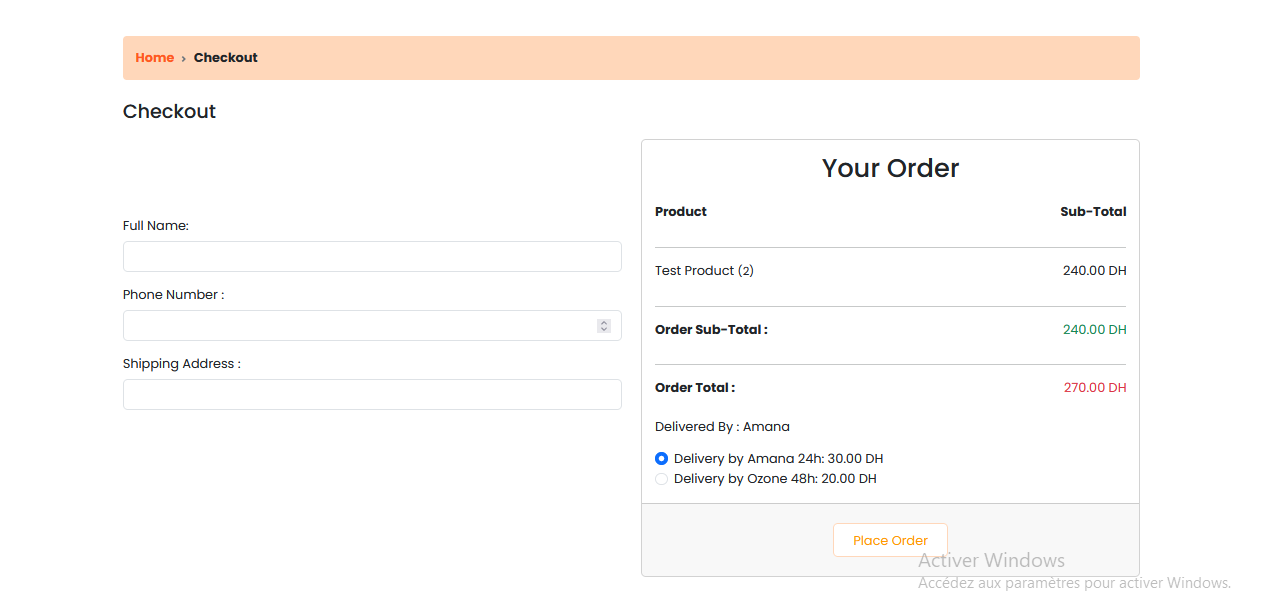 Home › Checkout
Checkout
Full Name:
Phone Number :
Shipping Address :
Your Order
Product Sub-Total
Test Product (2) 240.00 DH
Order Sub-Total : 240.00 DH
Order Total : 270.00 DH
Delivered By : Amana
Delivery by Amana 24h: 30.00 DH
Delivery by Ozone 48h: 20.00 DH
Place Order
Activer Windows
Accédez aux paramètres pour activer Windows.